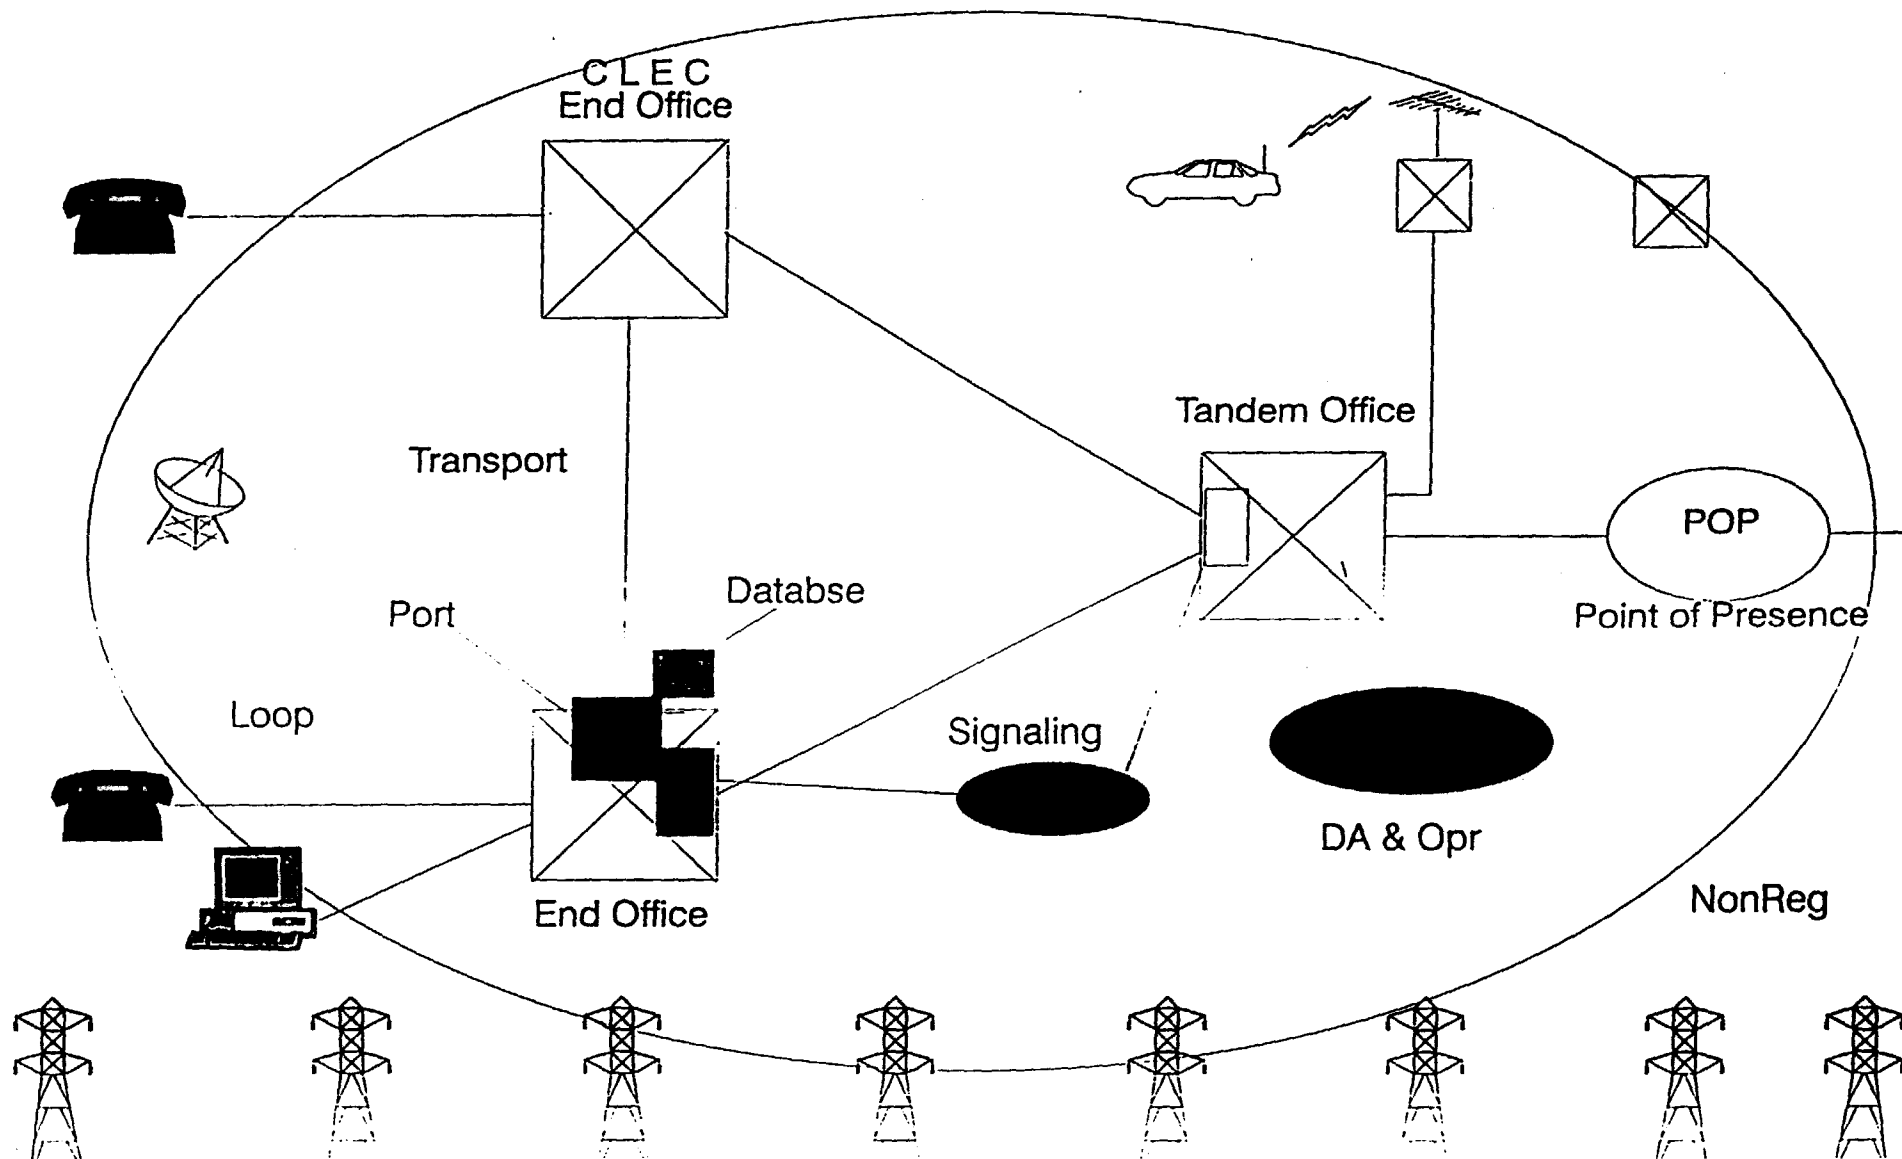 C L E C
End Office
Tandem Office
Transport
POP
Port
Databse
Point of Presence
Loop
Signaling
DA & Opr
End Office
NonReg